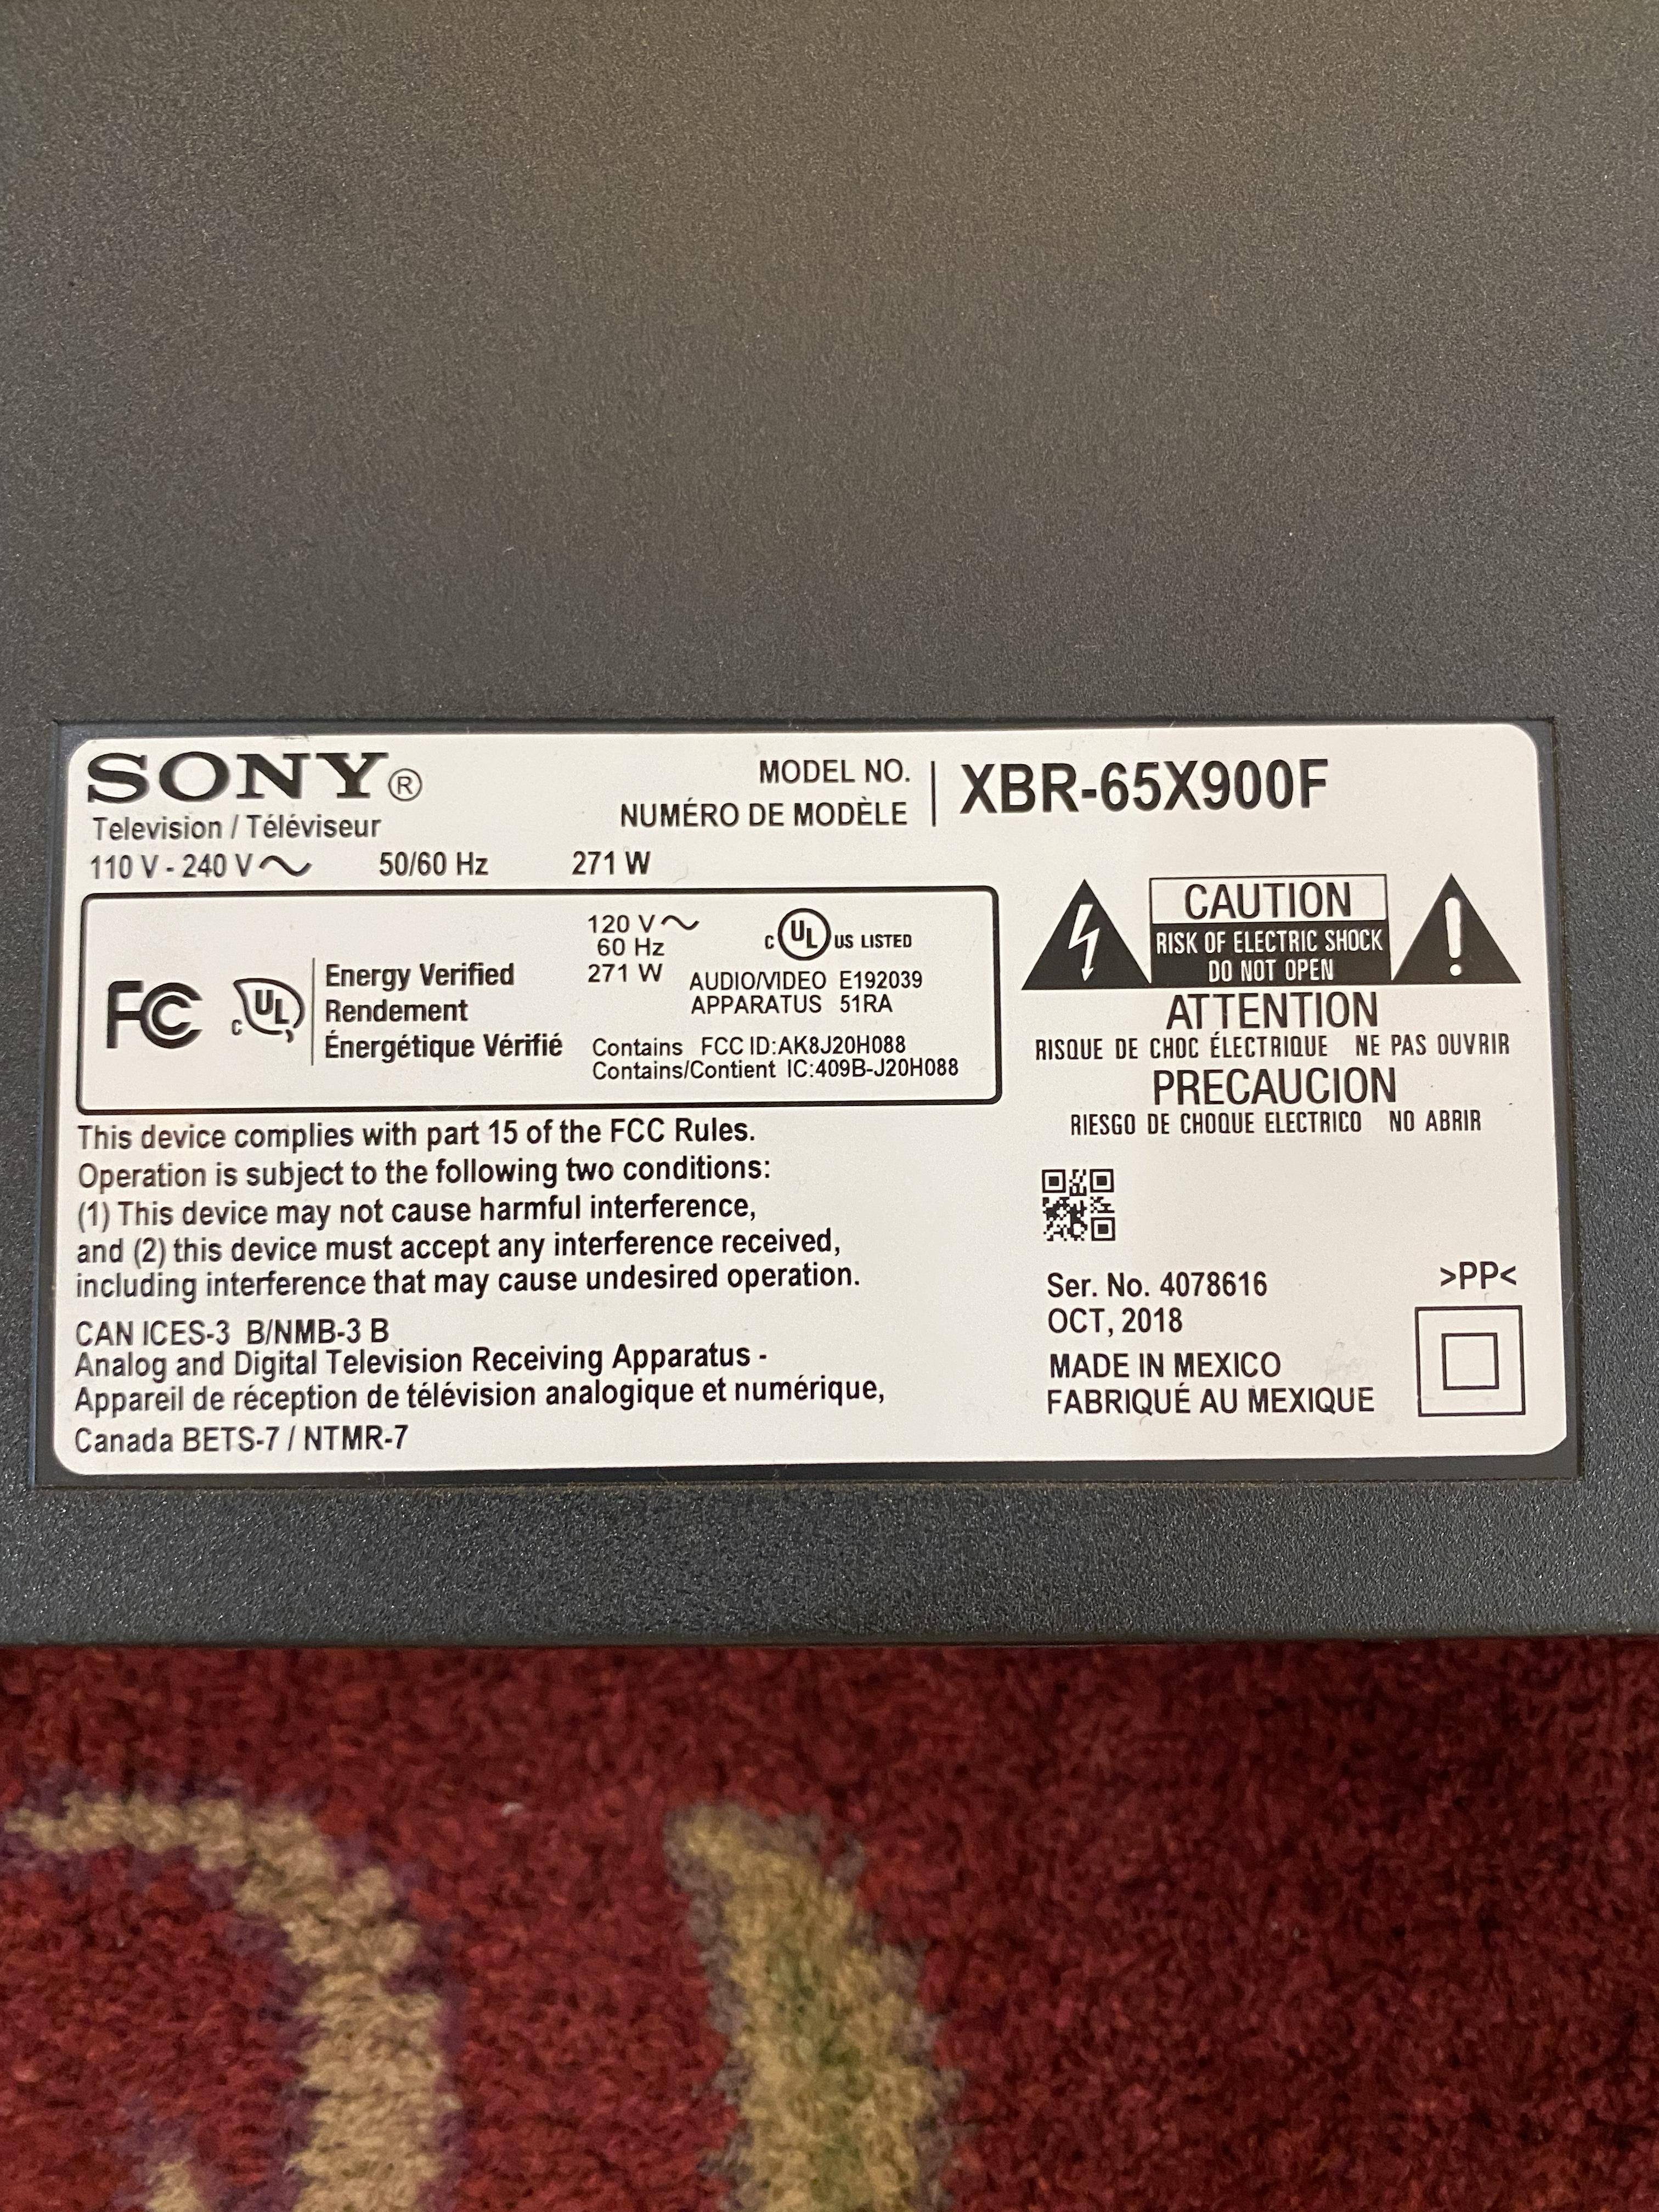 SONY®
Television / Téléviseur
MODEL NO.
NUMÉRO DE MODÈLE
XBR-65X900F
110 V - 240 V~ 50/60 Hz 271 W
FC
c UL
Energy Verified
Rendement
Énergétique Vérifié
120 V~
60 Hz
271 W
c UL US LISTED
AUDIO/VIDEO E192039
APPARATUS 51RA
Contains FCC ID:AK8J20H088
Contains/Contient IC:409B-J20H088
CAUTION
RISK OF ELECTRIC SHOCK
DO NOT OPEN
ATTENTION
RISQUE DE CHOC ÉLECTRIQUE NE PAS OUVRIR
PRECAUCION
RIESGO DE CHOQUE ELECTRICO NO ABRIR
This device complies with part 15 of the FCC Rules.
Operation is subject to the following two conditions:
(1) This device may not cause harmful interference,
and (2) this device must accept any interference received,
including interference that may cause undesired operation.
CAN ICES-3 B/NMB-3 B
Analog and Digital Television Receiving Apparatus -
Appareil de réception de télévision analogique et numérique,
Canada BETS-7 / NTMR-7
Ser. No. 4078616
OCT, 2018
MADE IN MEXICO
FABRIQUÉ AU MEXIQUE
>PP<